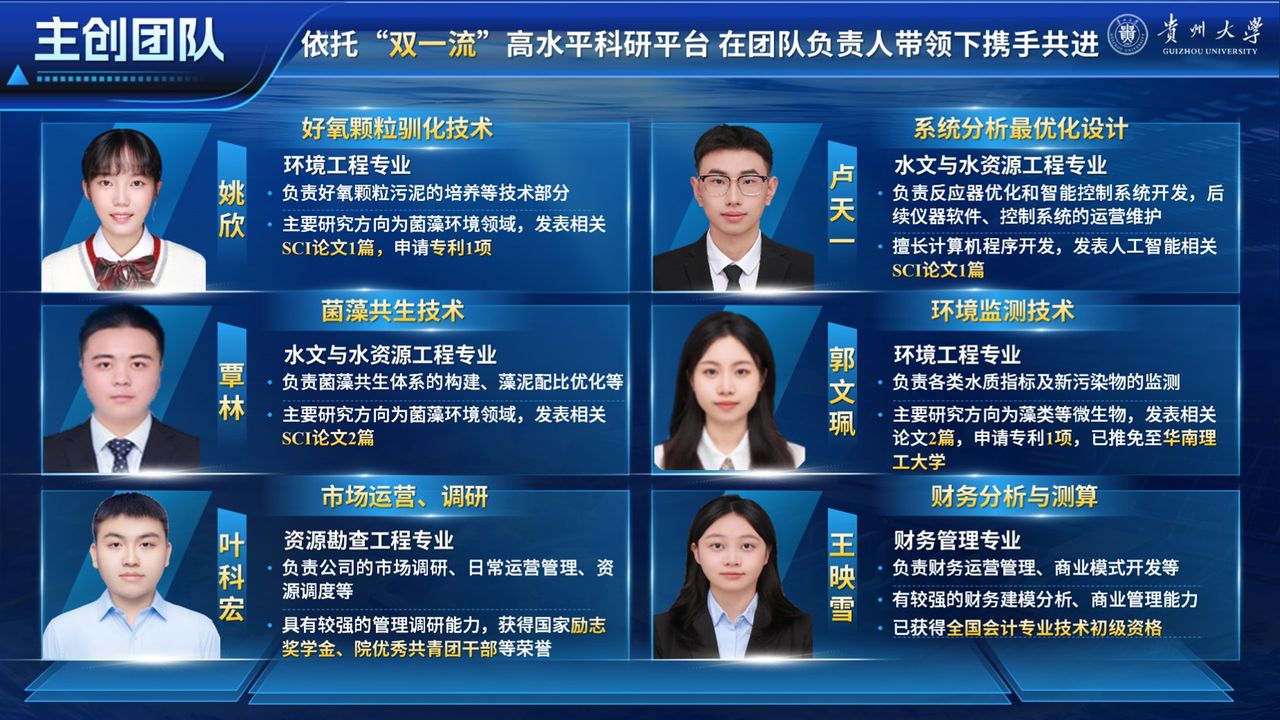 主创团队
依托“双一流”高水平科研平台 在团队负责人带领下携手共进
贵州大学
GUIZHOU UNIVERSITY
好氧颗粒驯化技术
姚欣
环境工程专业
负责好氧颗粒污泥的培养等技术部分
主要研究方向为菌藻环境领域，发表相关
SCI论文1篇，申请专利1项
系统分析最优化设计
卢天一
水文与水资源工程专业
负责反应器优化和智能控制系统开发，后
续仪器软件、控制系统的运营维护
擅长计算机程序开发，发表人工智能相关
SCI论文1篇
菌藻共生技术
覃林
水文与水资源工程专业
负责菌藻共生体系的构建、藻泥配比优化等
主要研究方向为菌藻环境领域，发表相关
SCI论文2篇
环境监测技术
郭文珮
环境工程专业
负责各类水质指标及新污染物的监测
主要研究方向为藻类等微生物，发表相关
论文2篇，申请专利1项，已推免至华南理
工大学
市场运营、调研
叶科宏
资源勘查工程专业
负责公司的市场调研、日常运营管理、资
源调度等
具有较强的管理调研能力，获得国家励志
奖学金、院优秀共青团干部等荣誉
财务分析与测算
王映雪
财务管理专业
负责财务运营管理、商业模式开发等
有较强的财务建模分析、商业管理能力
已获得全国会计专业技术初级资格